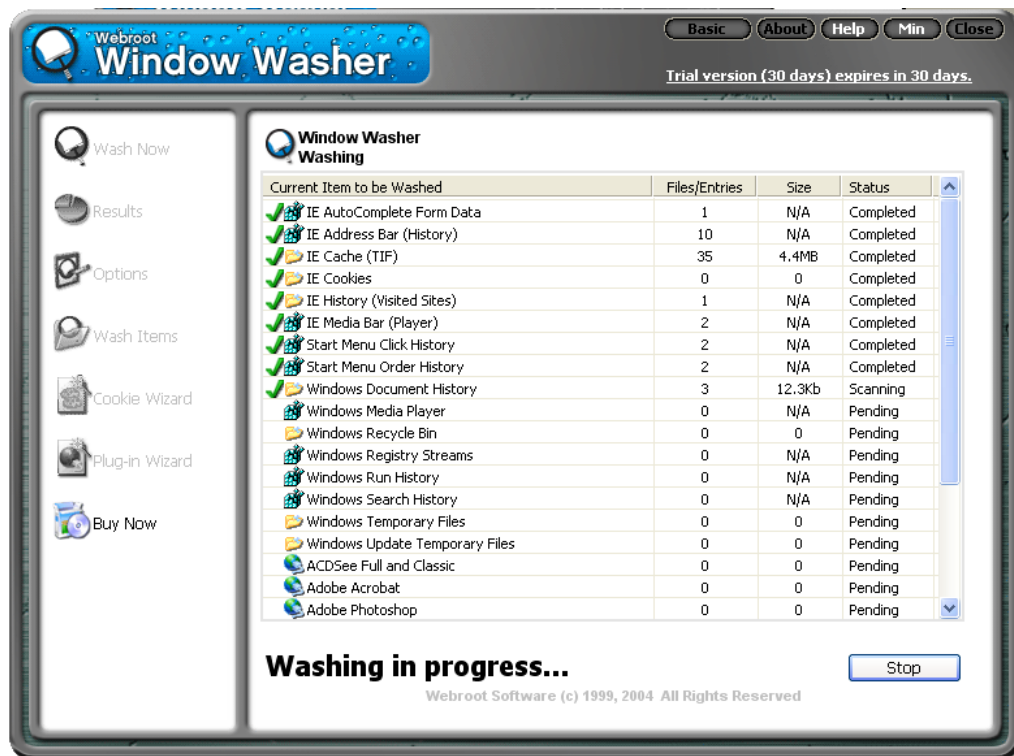 Webroot
Window Washer
Basic About Help Min Close
Trial version (30 days) expires in 30 days.
Wash Now
Results
Options
Wash Items
Cookie Wizard
Plug-in Wizard
Buy Now
Window Washer
Washing
Current Item to be Washed Files/Entries Size Status
IE AutoComplete Form Data 1 N/A Completed
IE Address Bar (History) 10 N/A Completed
IE Cache (TIF) 35 4.4MB Completed
IE Cookies 0 0 Completed
IE History (Visited Sites) 1 N/A Completed
IE Media Bar (Player) 2 N/A Completed
Start Menu Click History 2 N/A Completed
Start Menu Order History 2 N/A Completed
Windows Document History 3 12.3Kb Scanning
Windows Media Player 0 N/A Pending
Windows Recycle Bin 0 0 Pending
Windows Registry Streams 0 N/A Pending
Windows Run History 0 N/A Pending
Windows Search History 0 N/A Pending
Windows Temporary Files 0 0 Pending
Windows Update Temporary Files 0 0 Pending
ACDSee Full and Classic 0 0 Pending
Adobe Acrobat 0 0 Pending
Adobe Photoshop 0 0 Pending
Washing in progress...
Stop
Webroot Software (c) 1999, 2004 All Rights Reserved